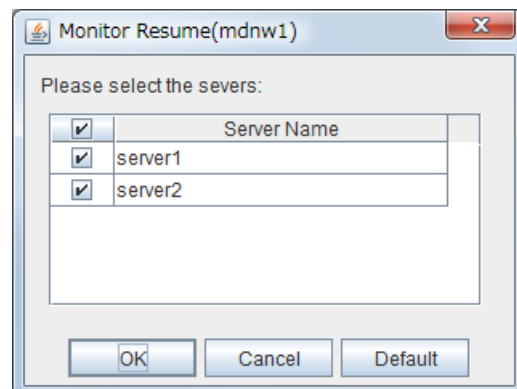 Monitor Resume(mdnw1)
Please select the severs:
Server Name
server1
server2
OK Cancel Default